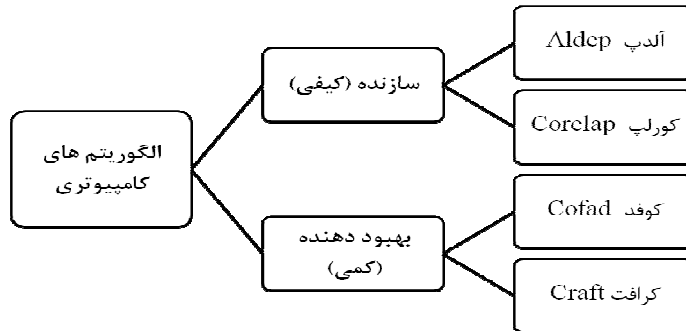 الگوریتم های
کامپیوتری
سازنده (کیفی)
آلدپ Aldep
کورلپ Corelap
بهبود دهنده
(کمی)
کوفد Cofad
کرافت Craft